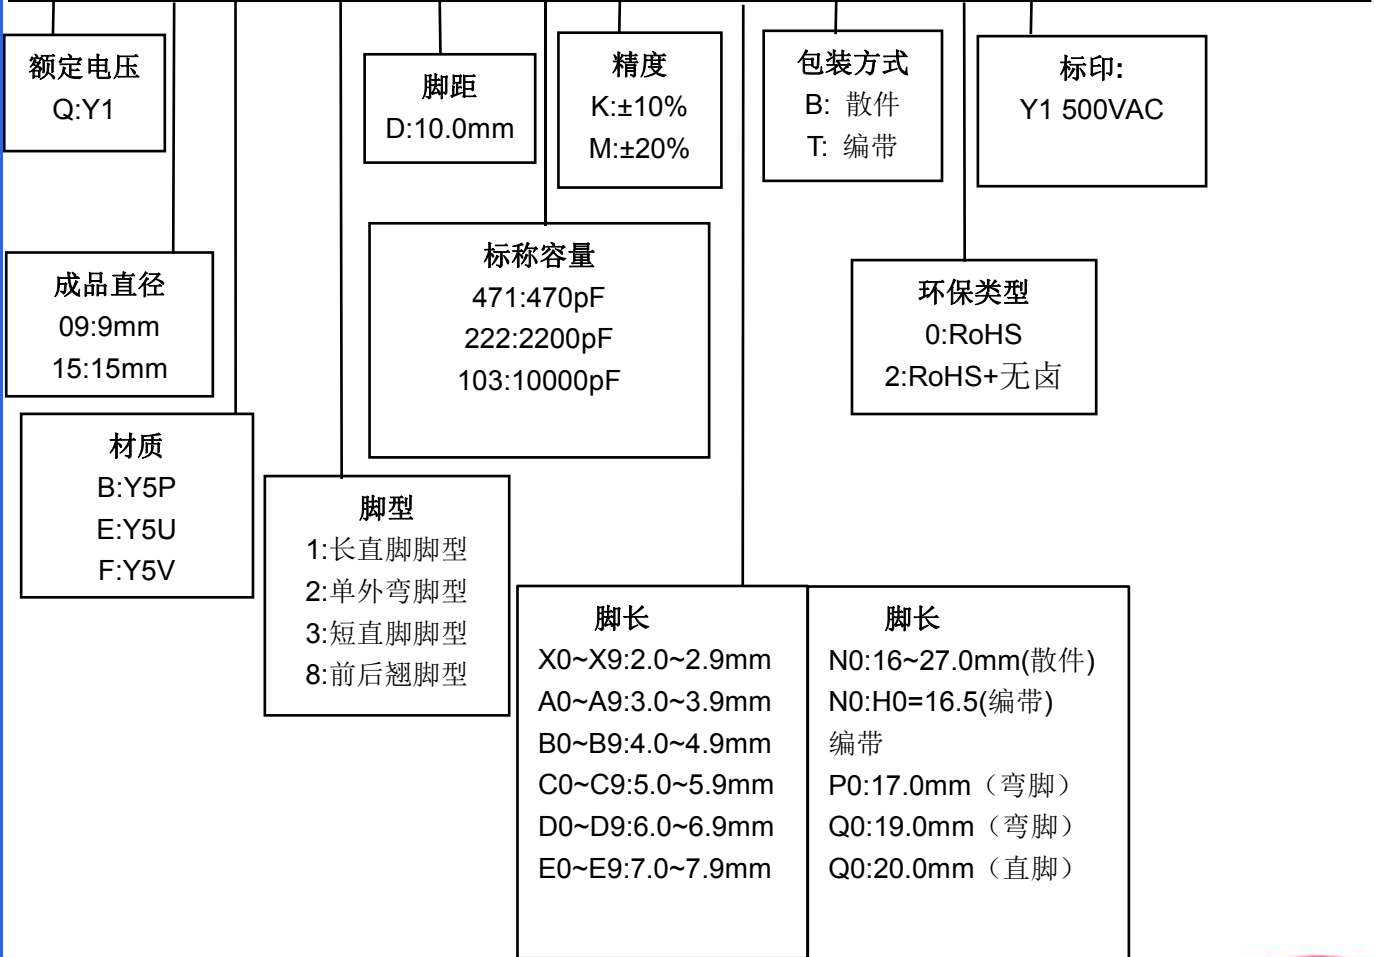 额定电压
Q:Y1
脚距
D:10.0mm
精度
K:±10%
M:±20%
包装方式
B: 散件
T: 编带
标印:
Y1 500VAC
成品直径
09:9mm
15:15mm
标称容量
471:470pF
222:2200pF
103:10000pF
环保类型
0:RoHS
2:RoHS+无卤
材质
B:Y5P
E:Y5U
F:Y5V
脚型
1:长直脚脚型
2:单外弯脚型
3:短直脚脚型
8:前后翘脚型
脚长
X0~X9:2.0~2.9mm
A0~A9:3.0~3.9mm
B0~B9:4.0~4.9mm
C0~C9:5.0~5.9mm
D0~D9:6.0~6.9mm
E0~E9:7.0~7.9mm
脚长
N0:16~27.0mm(散件)
N0:H0=16.5(编带)
编带
P0:17.0mm（弯脚）
Q0:19.0mm（弯脚）
Q0:20.0mm（直脚）